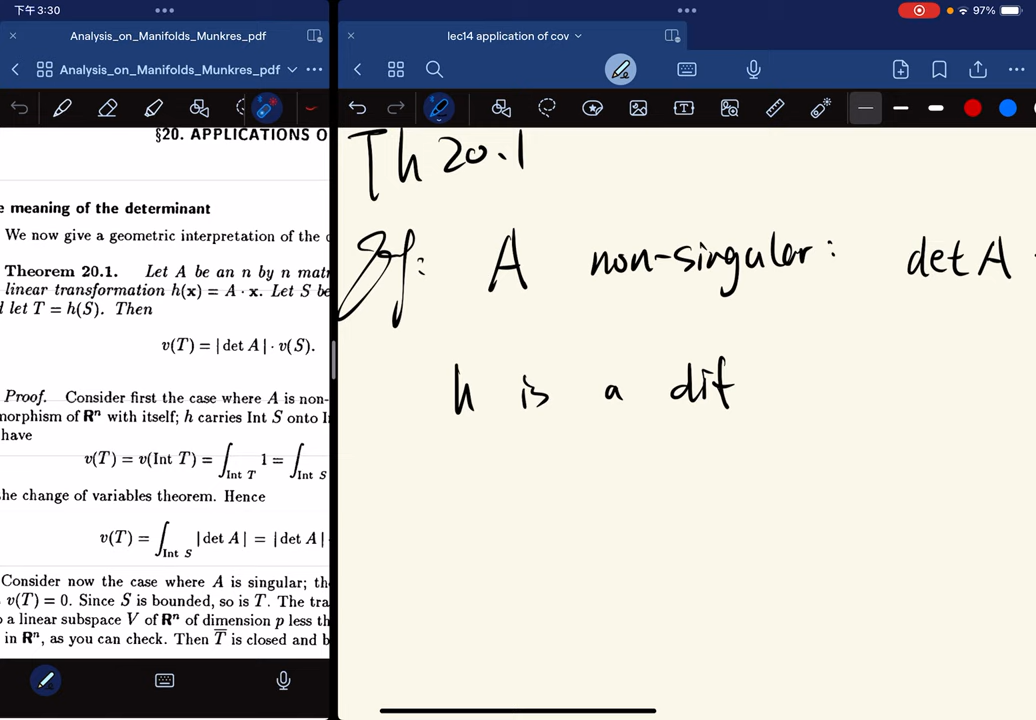 下午3:30
97%
Analysis_on_Manifolds_Munkres_pdf
Analysis_on_Manifolds_Munkres_pdf
§20. APPLICATIONS O
e meaning of the determinant
We now give a geometric interpretation of the d
Theorem 20.1. Let A be an n by n matr
linear transformation h(x) = A · x. Let S be
d let T = h(S). Then
v(T) = | det A| · v(S).
Proof. Consider first the case where A is non-
morphism of Rⁿ with itself; h carries Int S onto I
have
v(T) = v(Int T) = ∫_{Int T} 1 = ∫_{Int S}
he change of variables theorem. Hence
v(T) = ∫_{Int S} | det A| = | det A|
Consider now the case where A is singular; th
v(T) = 0. Since S is bounded, so is T. The tra
o a linear subspace V of Rⁿ of dimension p less th
in Rⁿ, as you can check. Then T̅ is closed and b
lec14 application of cov
Th 20.1
pf: A non-singular: det A
h is a dif